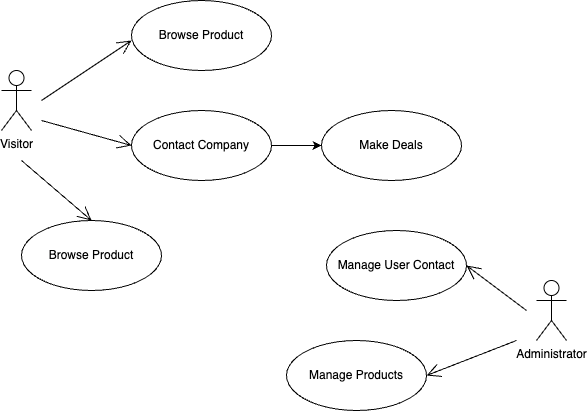 Browse Product
Visitor
Contact Company
Make Deals
Browse Product
Manage User Contact
Administrator
Manage Products